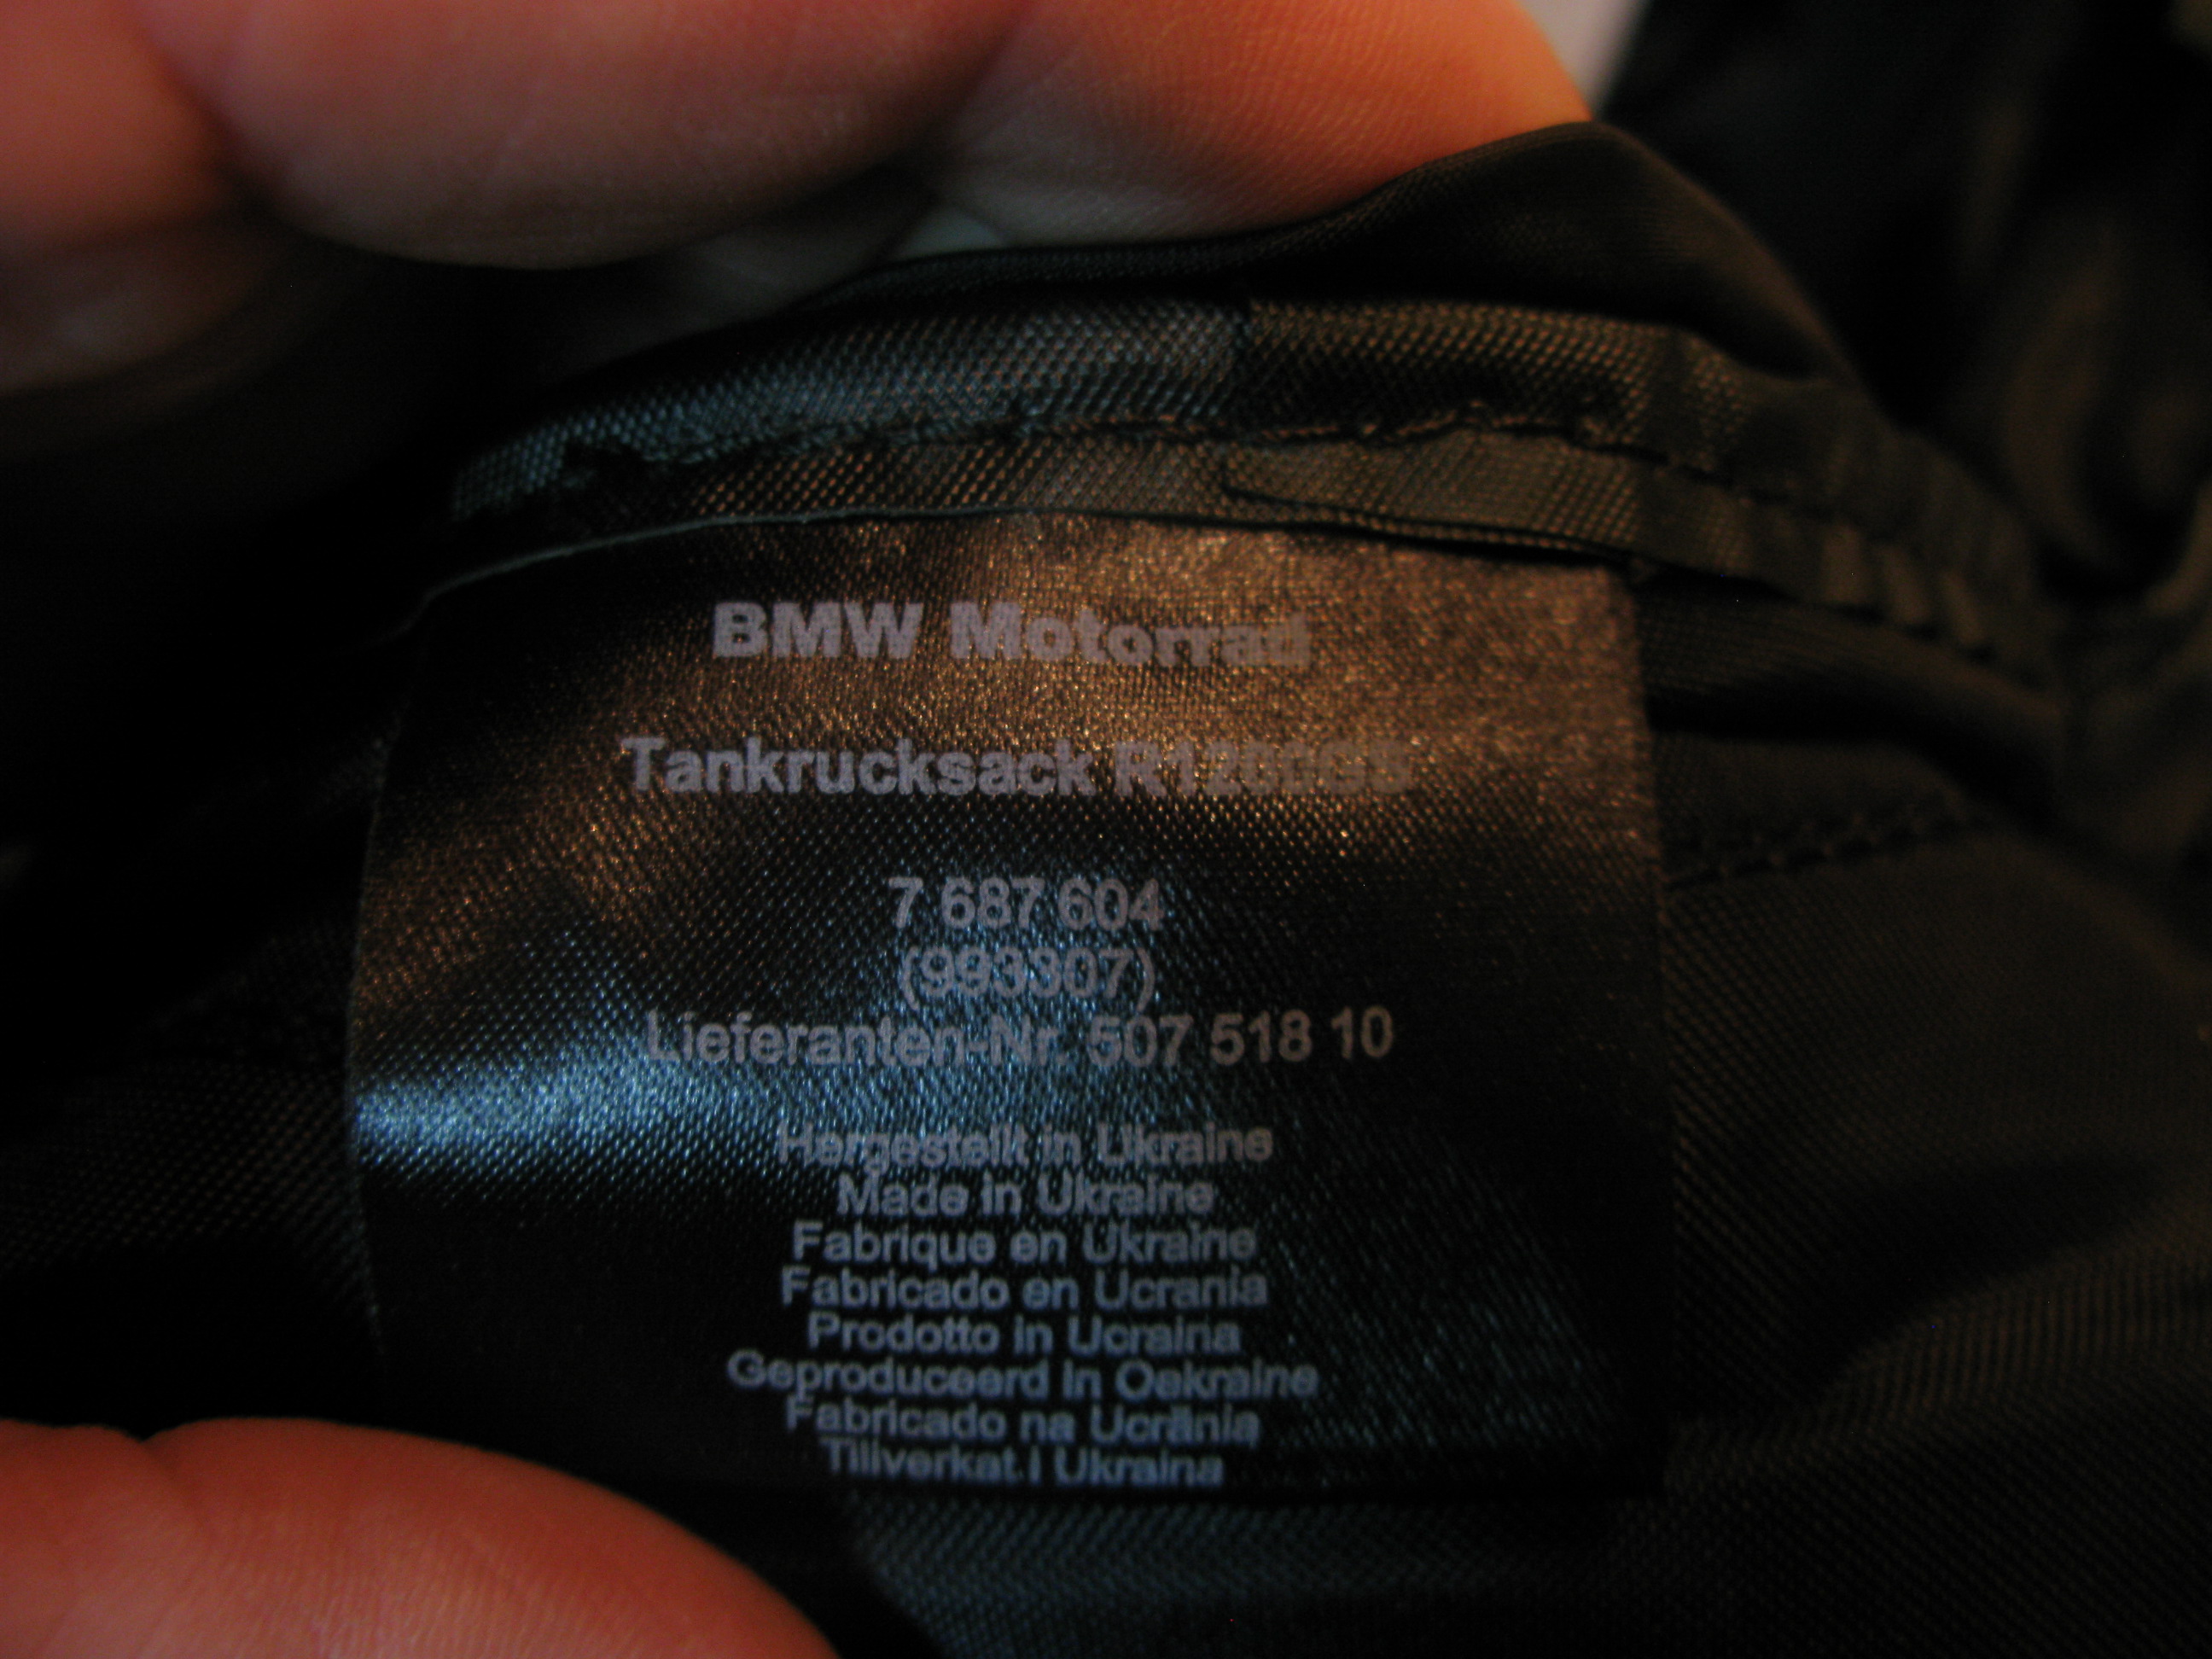 BMW Motorrad
Tankrucksack R1200GS
7 687 604
(993307)
Lieferanten-Nr. 507 518 10
Hergestellt in Ukraine
Made in Ukraine
Fabrique en Ukraine
Fabricado en Ucrania
Prodotto in Ucraina
Geproduceerd in Oekraine
Fabricado na Ucrânia
Tillverkat i Ukraina